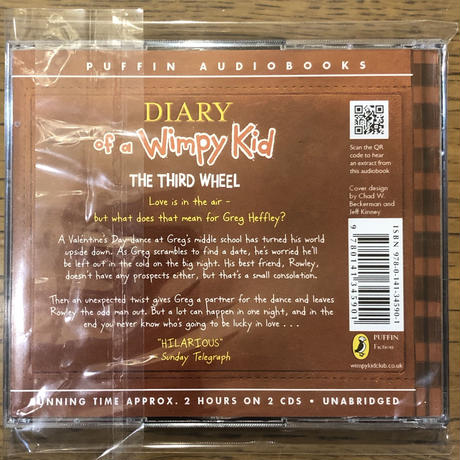 PUFFIN AUDIOBOOKS
DIARY
of a Wimpy Kid
THE THIRD WHEEL
Love is in the air –
but what does that mean for Greg Heffley?
A Valentine's Day dance at Greg's middle school has turned his world
upside down. As Greg scrambles to find a date, he's worried he'll
be left out in the cold on the big night. His best friend, Rowley,
doesn't have any prospects either, but that's a small consolation.
Then an unexpected twist gives Greg a partner for the dance and leaves
Rowley the odd man out. But a lot can happen in one night, and in
the end you never know who's going to be lucky in love . . .
"HILARIOUS"
Sunday Telegraph
Scan the QR
code to hear
an extract from
this audiobook
Cover design
by Chad W.
Beckerman and
Jeff Kinney
ISBN 978-0-141-34590-1
9 780141 345901
PUFFIN
Fiction
wimpykidclub.co.uk
RUNNING TIME APPROX. 2 HOURS ON 2 CDS • UNABRIDGED